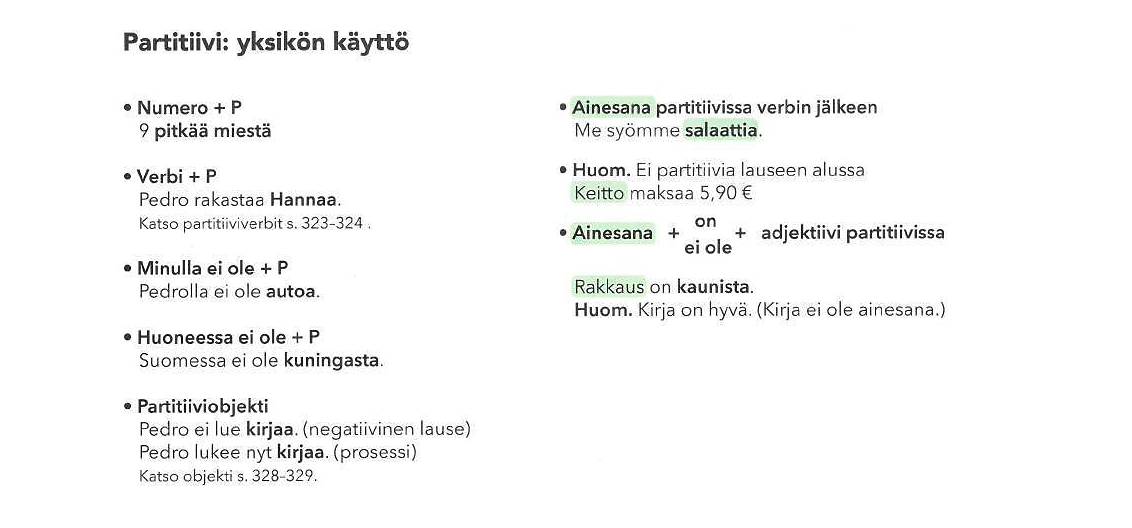 Partitiivi: yksikön käyttö
• Numero + P
9 pitkää miestä
• Verbi + P
Pedro rakastaa Hannaa.
Katso partitiiviverbit s. 323–324 .
• Minulla ei ole + P
Pedrolla ei ole autoa.
• Huoneessa ei ole + P
Suomessa ei ole kuningasta.
• Partitiiviobjekti
Pedro ei lue kirjaa. (negatiivinen lause)
Pedro lukee nyt kirjaa. (prosessi)
Katso objekti s. 328–329.
• Ainesana partitiivissa verbin jälkeen
Me syömme salaattia.
• Huom. Ei partitiivia lauseen alussa
Keitto maksaa 5,90 €
on
• Ainesana + + adjektiivi partitiivissa
ei ole
Rakkaus on kaunista.
Huom. Kirja on hyvä. (Kirja ei ole ainesana.)